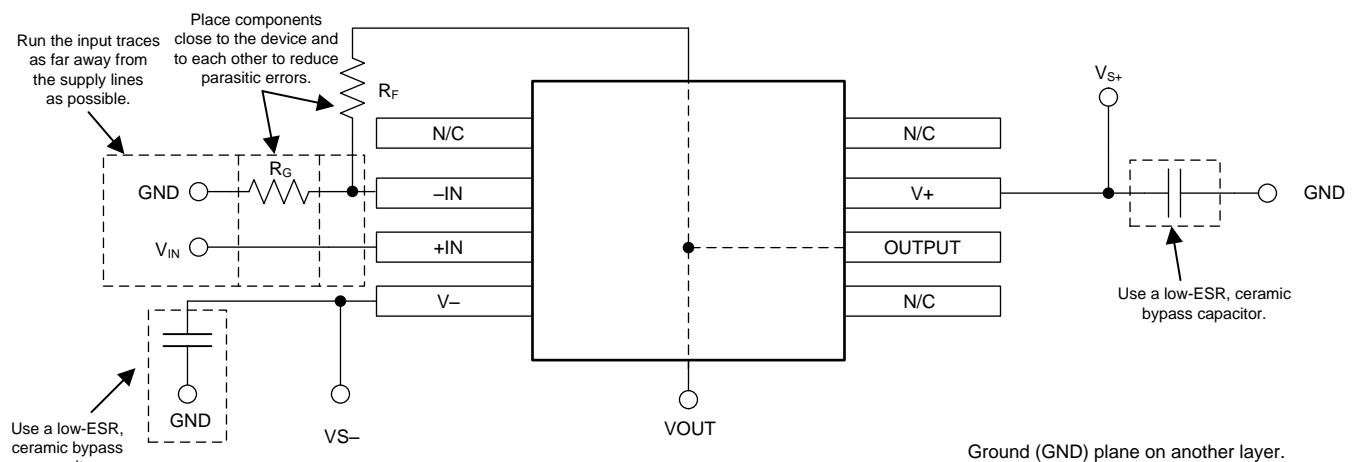 Run the input traces
as far away from
the supply lines
as possible.
Place components
close to the device and
to each other to reduce
parasitic errors.
RF
N/C
N/C
VS+
GND
RG
–IN
V+
GND
VIN
+IN
OUTPUT
V–
N/C
Use a low-ESR, ceramic
bypass capacitor.
GND
VS–
VOUT
Use a low-ESR,
ceramic bypass
Ground (GND) plane on another layer.